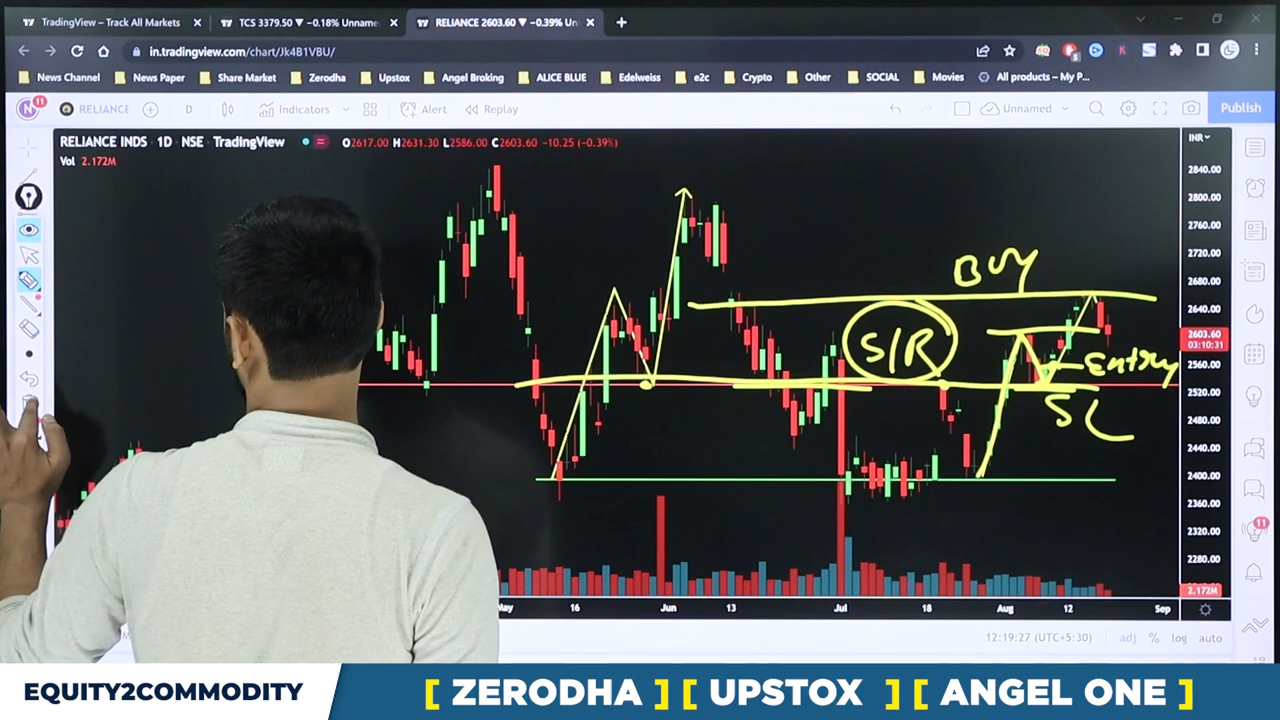 TradingView – Track All Markets
TCS 3379.50 ▼ −0.18% Unname
RELIANCE 2603.60 ▼ −0.39% Un
in.tradingview.com/chart/Jk4B1VBU/
News Channel News Paper Share Market Zerodha Upstox Angel Broking ALICE BLUE Edelweiss e2c Crypto Other SOCIAL Movies All products – My P...
N 11 RELIANCE D Indicators Alert Replay Unnamed Publish
RELIANCE INDS · 1D · NSE · TradingView O2617.00 H2631.30 L2586.00 C2603.60 −10.25 (−0.39%)
INR
Vol 2.172M
2840.00
2800.00
2760.00
2720.00
BUY
2680.00
2640.00
2603.60
03:10:31
S/R
Entry
2560.00
2520.00
SL
2480.00
2440.00
2400.00
2360.00
2320.00
11
2280.00
2.172M
May 16 Jun 13 Jul 18 Aug 12 Sep
12:19:27 (UTC+5:30) adj % log auto
EQUITY2COMMODITY [ ZERODHA ] [ UPSTOX ] [ ANGEL ONE ]